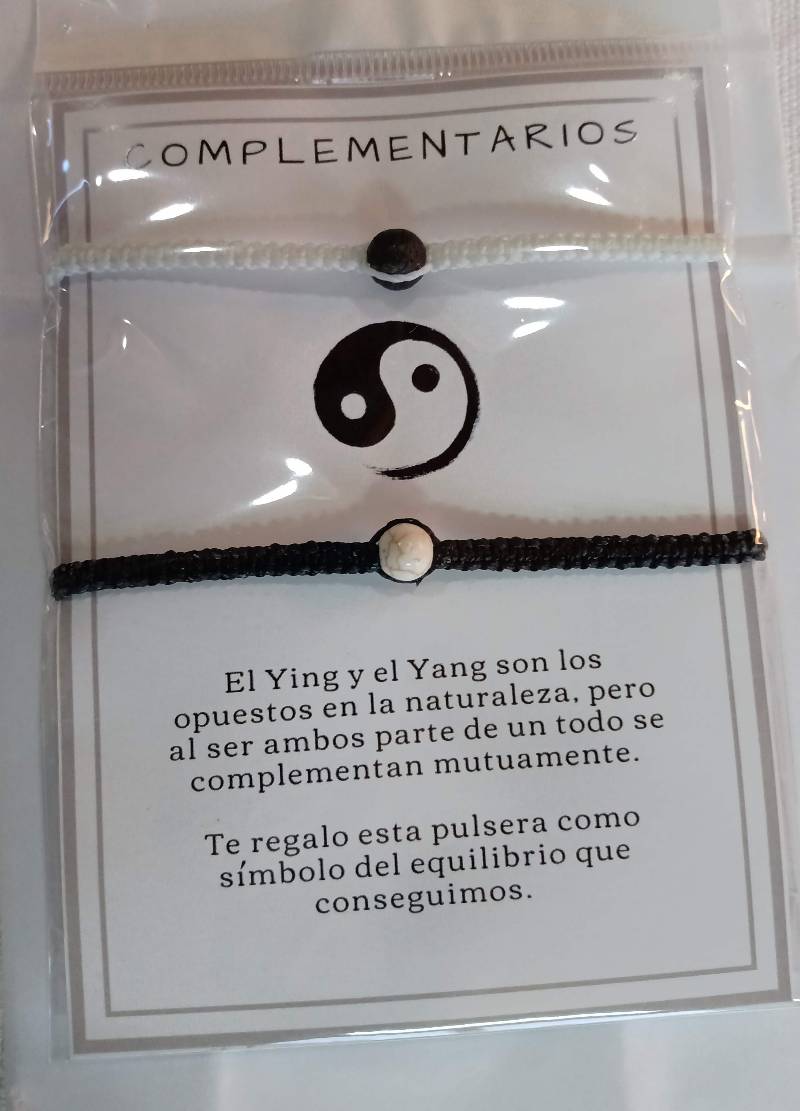 COMPLEMENTARIOS
El Ying y el Yang son los
opuestos en la naturaleza, pero
al ser ambos parte de un todo se
complementan mutuamente.
Te regalo esta pulsera como
símbolo del equilibrio que
conseguimos.